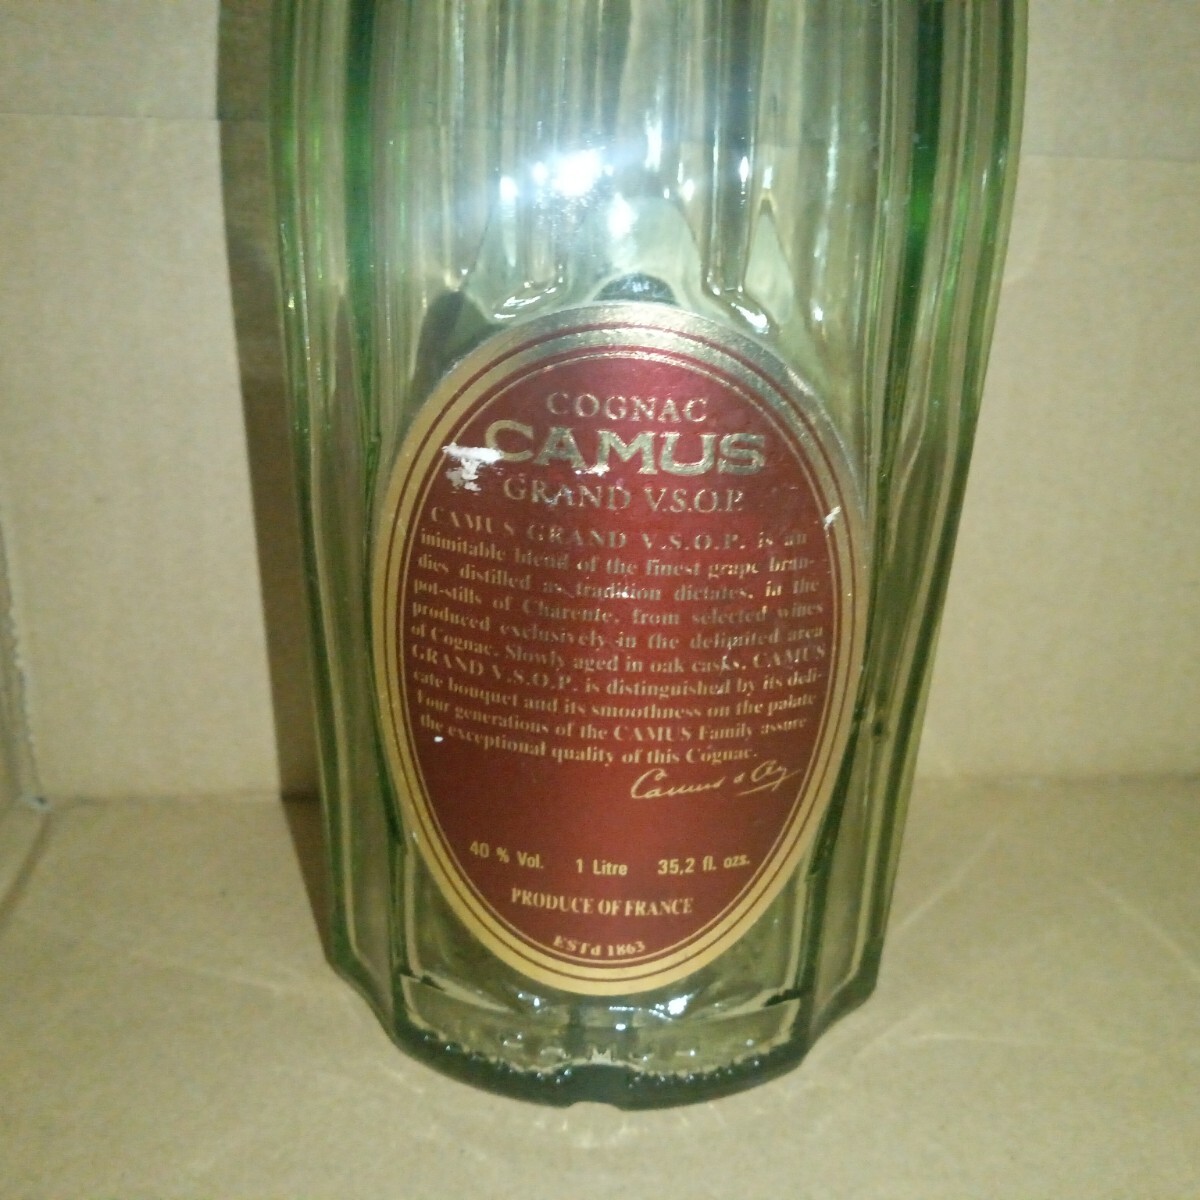 COGNAC
CAMUS
GRAND V.S.O.P.
CAMUS GRAND V.S.O.P. is an
inimitable blend of the finest grape bran-
dies distilled as tradition dictates, in the
pot-stills of Charente, from selected wines
produced exclusively in the delimited area
of Cognac. Slowly aged in oak casks, CAMUS
GRAND V.S.O.P. is distinguished by its deli-
cate bouquet and its smoothness on the palate
Four generations of the CAMUS Family assure
the exceptional quality of this Cognac.
Camus & Co
40 % Vol. 1 Litre 35,2 fl. ozs.
PRODUCE OF FRANCE
ESTd 1863